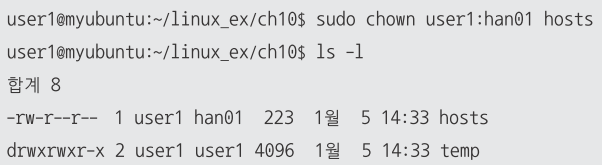 user1@myubuntu:~/linux_ex/ch10$ sudo chown user1:han01 hosts
user1@myubuntu:~/linux_ex/ch10$ ls -l
합계 8
-rw-r--r-- 1 user1 han01 223 1월 5 14:33 hosts
drwxrwxr-x 2 user1 user1 4096 1월 5 14:33 temp